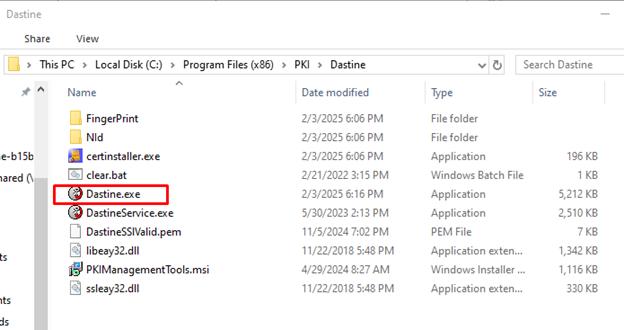 Dastine
Share View
This PC > Local Disk (C:) > Program Files (x86) > PKI > Dastine Search Dastine
Name Date modified Type Size
FingerPrint 2/3/2025 6:06 PM File folder
Nld 2/3/2025 6:06 PM File folder
certinstaller.exe 2/3/2025 6:06 PM Application 196 KB
clear.bat 2/21/2022 3:15 PM Windows Batch File 1 KB
Dastine.exe 2/3/2025 6:16 PM Application 5,212 KB
DastineService.exe 5/30/2023 2:13 PM Application 2,510 KB
DastineSSlValid.pem 11/5/2024 7:02 AM PEM File 7 KB
libeay32.dll 11/22/2018 5:48 PM Application exten... 1,342 KB
PKIManagementTools.msi 4/29/2024 8:27 AM Windows Installer ... 1,116 KB
ssleay32.dll 11/22/2018 5:48 PM Application exten... 330 KB
ne-b15b
hared (\
ts
nts
ds